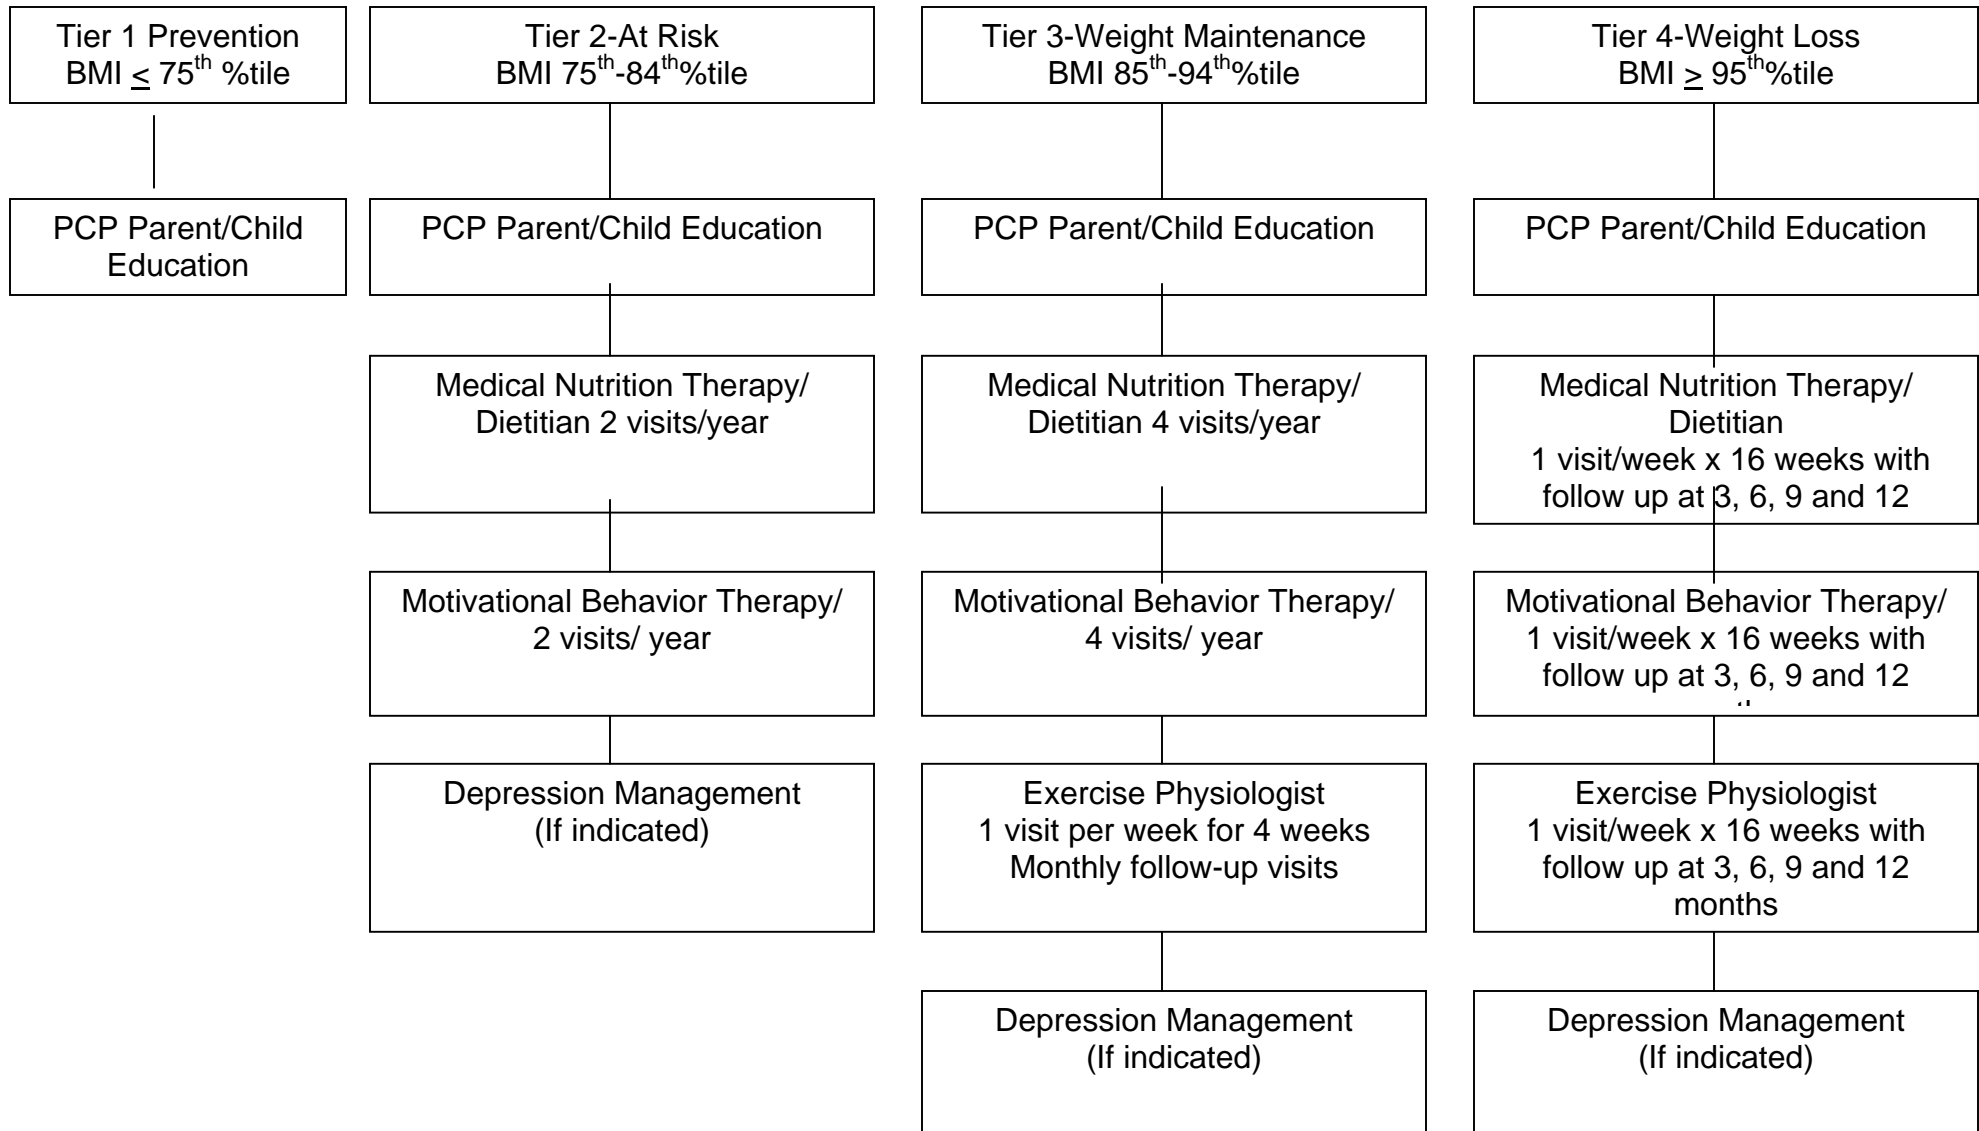 Tier 1 Prevention
BMI ≤ 75th %tile
PCP Parent/Child
Education
Tier 2-At Risk
BMI 75th-84th%tile
PCP Parent/Child Education
Medical Nutrition Therapy/
Dietitian 2 visits/year
Motivational Behavior Therapy/
2 visits/ year
Depression Management
(If indicated)
Tier 3-Weight Maintenance
BMI 85th-94th%tile
PCP Parent/Child Education
Medical Nutrition Therapy/
Dietitian 4 visits/year
Motivational Behavior Therapy/
4 visits/ year
Exercise Physiologist
1 visit per week for 4 weeks
Monthly follow-up visits
Depression Management
(If indicated)
Tier 4-Weight Loss
BMI ≥ 95th%tile
PCP Parent/Child Education
Medical Nutrition Therapy/
Dietitian
1 visit/week x 16 weeks with
follow up at 3, 6, 9 and 12
Motivational Behavior Therapy/
1 visit/week x 16 weeks with
follow up at 3, 6, 9 and 12
Exercise Physiologist
1 visit/week x 16 weeks with
follow up at 3, 6, 9 and 12
months
Depression Management
(If indicated)